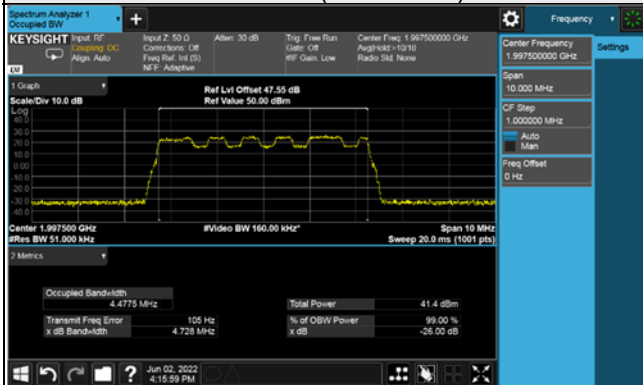 Spectrum Analyzer 1
Occupied BW
Frequency
KEYSIGHT
Input: RF
Coupling: DC
Align: Auto
Input Z: 50 Ω
Corrections: Off
Freq Ref: Int (S)
NFE: Adaptive
Atten: 30 dB
Trig: Free Run
Gate: Off
#IF Gain: Low
Center Freq: 1.997500000 GHz
Avg|Hold:>10/10
Radio Std: None
LM
Center Frequency
1.997500000 GHz
Settings
Span
10.000 MHz
CF Step
1.000000 MHz
Auto
Man
Freq Offset
0 Hz
1 Graph
Scale/Div 10.0 dB
Ref Lvl Offset 47.55 dB
Ref Value 50.00 dBm
Log
40.0
30.0
20.0
10.0
0.00
-10.0
-20.0
-30.0
-40.0
Center 1.997500 GHz
#Video BW 160.00 kHz*
Span 10 MHz
#Res BW 51.000 kHz
Sweep 20.0 ms (1001 pts)
2 Metrics
Occupied Bandwidth
4.4775 MHz
Total Power 41.4 dBm
Transmit Freq Error 105 Hz
% of OBW Power 99.00 %
x dB Bandwidth 4.728 MHz
x dB -26.00 dB
Jun 02, 2022
4:15:59 PM